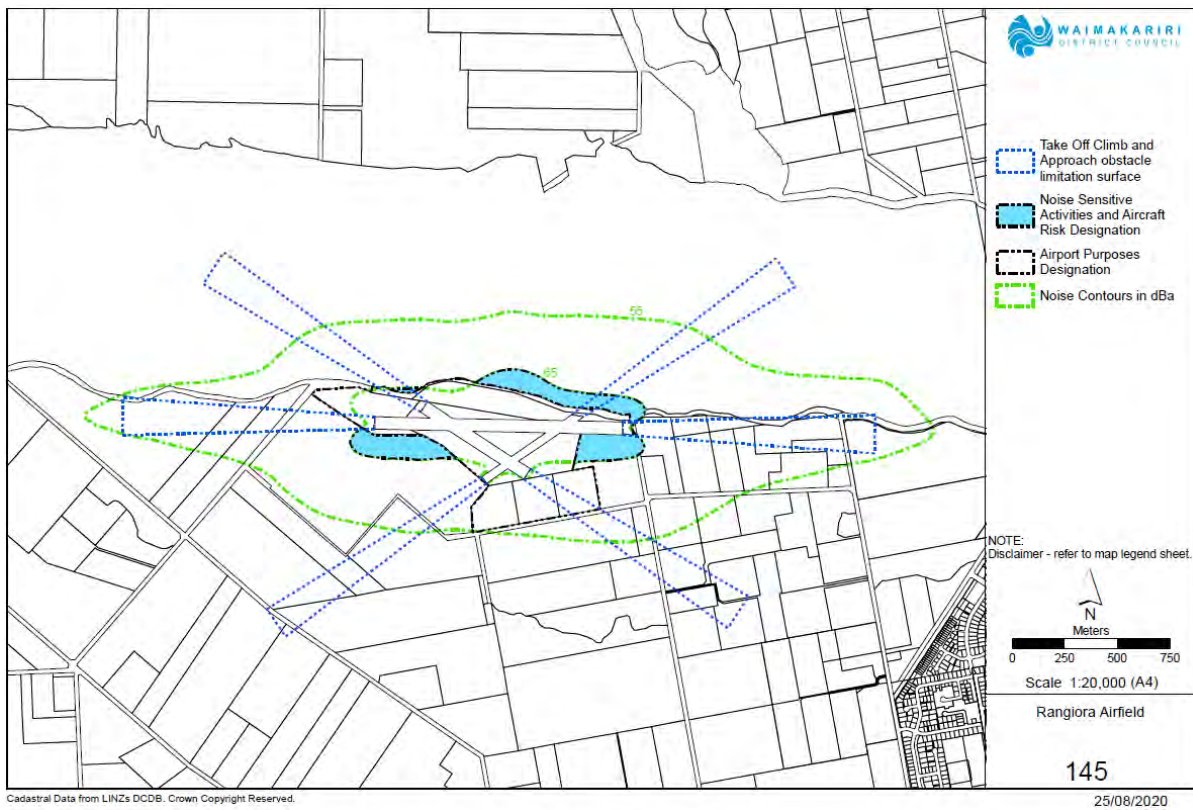 WAIMAKARIRI
DISTRICT COUNCIL
Take Off Climb and
Approach obstacle
limitation surface
Noise Sensitive
Activities and Aircraft
Risk Designation
Airport Purposes
Designation
Noise Contours in dBa
55
65
NOTE:
Disclaimer - refer to map legend sheet.
N
Meters
0 250 500 750
Scale 1:20,000 (A4)
Rangiora Airfield
145
Cadastral Data from LINZs DCDB. Crown Copyright Reserved.
25/08/2020